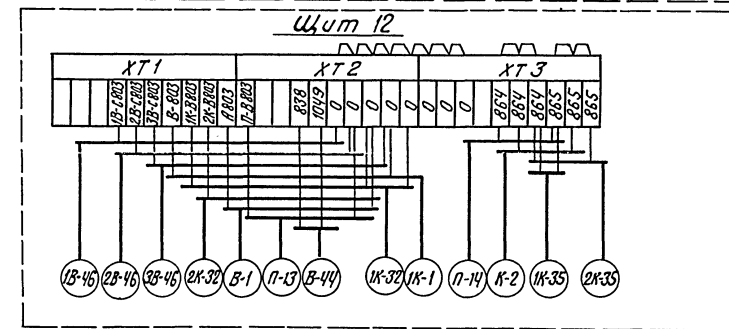 Щит 12
XT1 XT2 XT3
1В-С803 2В-С803 3В-С803 В-803 1К-В803 2К-В803 А803 П-В803 838 1049 0 0 0 0 0 0 0 0 864 864 864 865 865 865
1В-46 2В-46 3В-46 2К-32 В-1 П-13 В-44 1К-32 1К-1 П-14 К-2 1К-35 2К-35